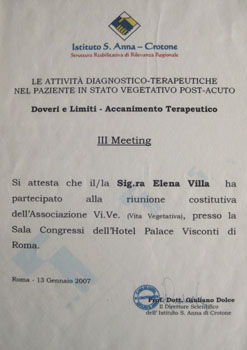 Istituto S. Anna – Crotone
Struttura Riabilitativa di Rilevanza Regionale
LE ATTIVITÀ DIAGNOSTICO-TERAPEUTICHE
NEL PAZIENTE IN STATO VEGETATIVO POST-ACUTO
Doveri e Limiti - Accanimento Terapeutico
III Meeting
Si attesta che il/la Sig.ra Elena Villa ha
partecipato alla riunione costitutiva
dell'Associazione Vi.Ve. (Vita Vegetativa), presso la
Sala Congressi dell'Hotel Palace Visconti di
Roma.
Roma - 13 Gennaio 2007
Prof. Dott. Giuliano Dolce
Il Direttore Scientifico
dell'Istituto S. Anna di Crotone